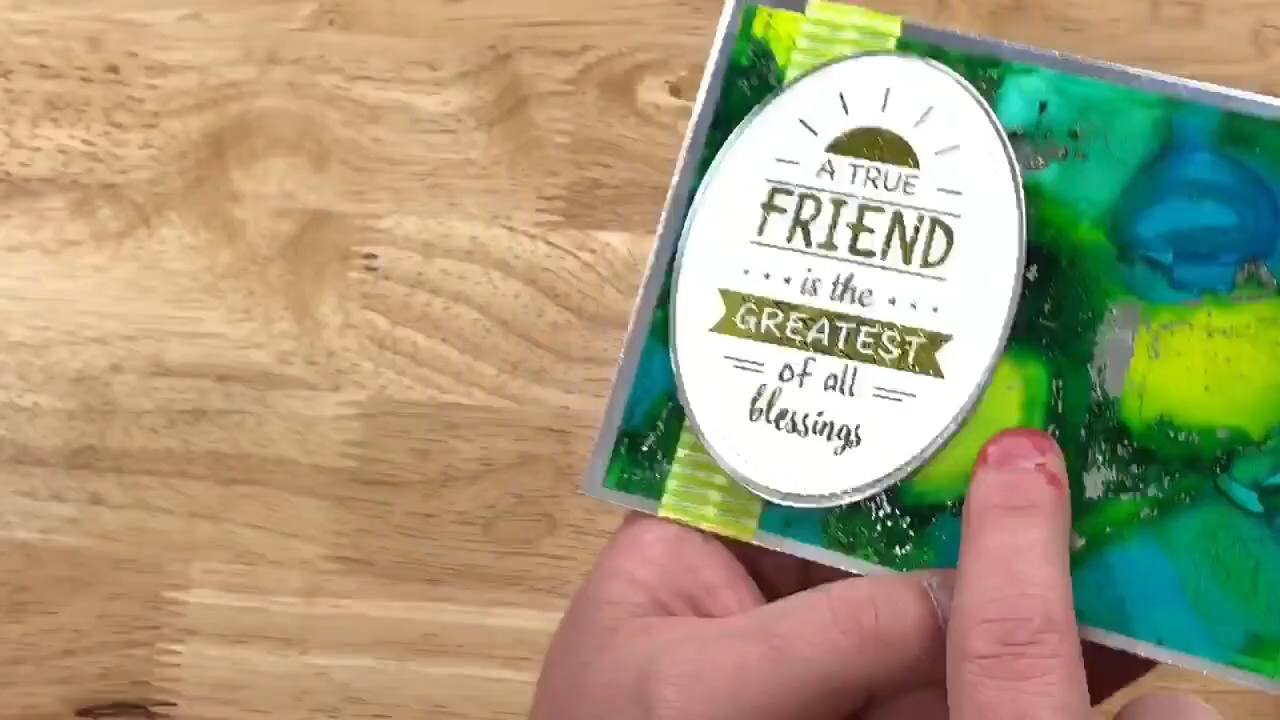 A TRUE
FRIEND
is the
GREATEST
of all
blessings